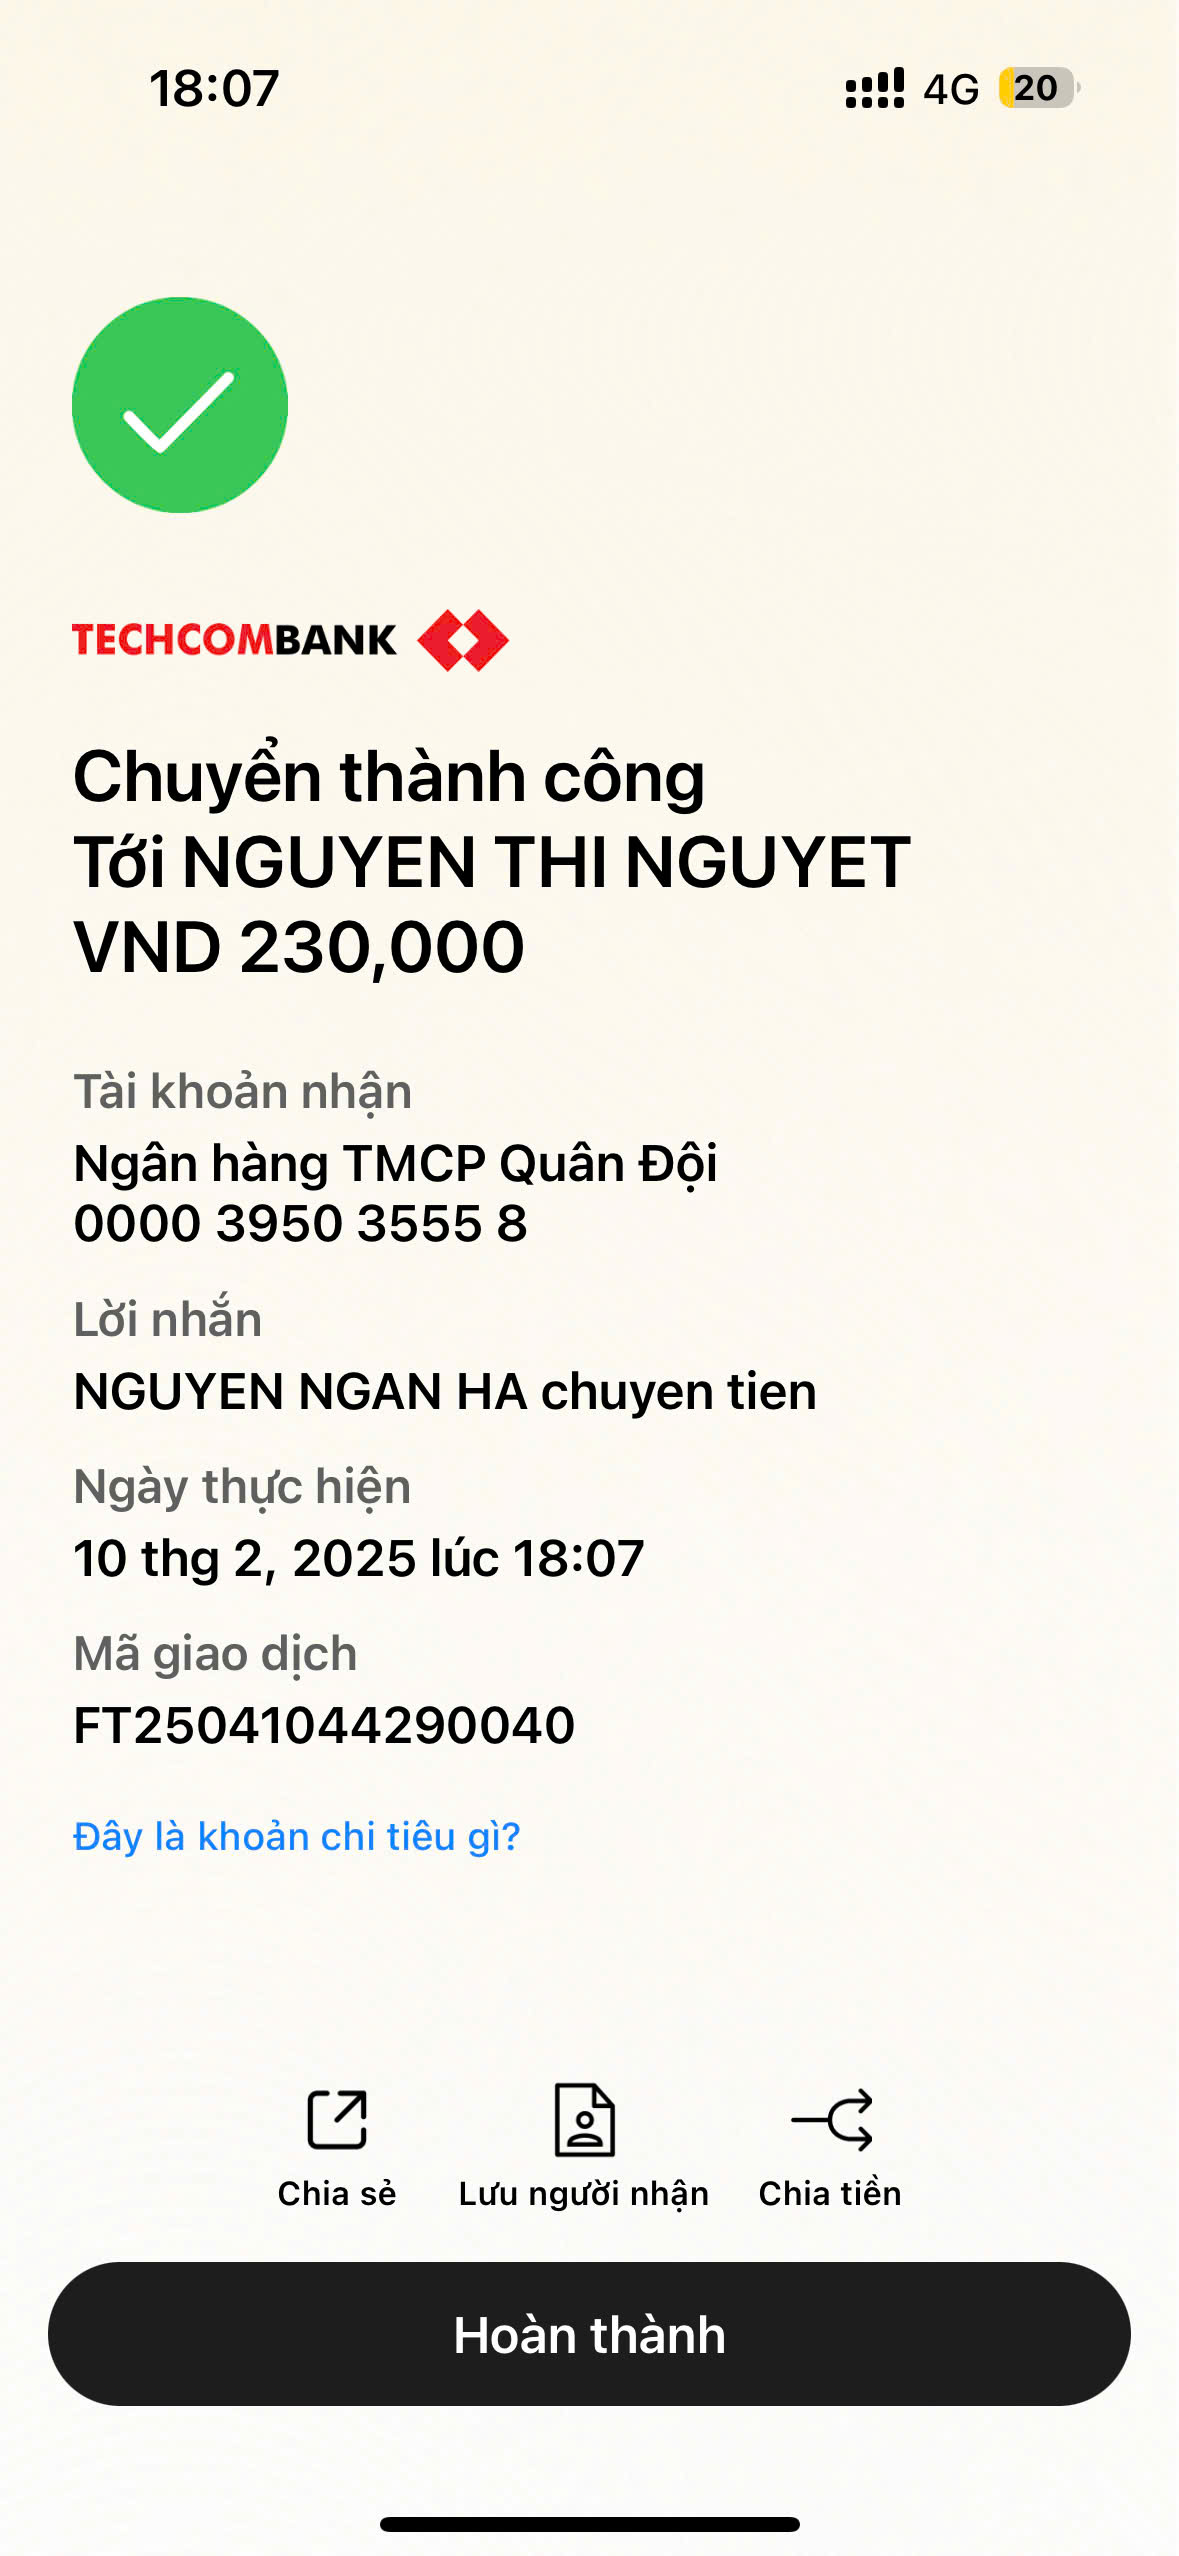 18:07
4G 20
TECHCOMBANK
Chuyển thành công
Tới NGUYEN THI NGUYET
VND 230,000
Tài khoản nhận
Ngân hàng TMCP Quân Đội
0000 3950 3555 8
Lời nhắn
NGUYEN NGAN HA chuyen tien
Ngày thực hiện
10 thg 2, 2025 lúc 18:07
Mã giao dịch
FT25041044290040
Đây là khoản chi tiêu gì?
Chia sẻ Lưu người nhận Chia tiền
Hoàn thành